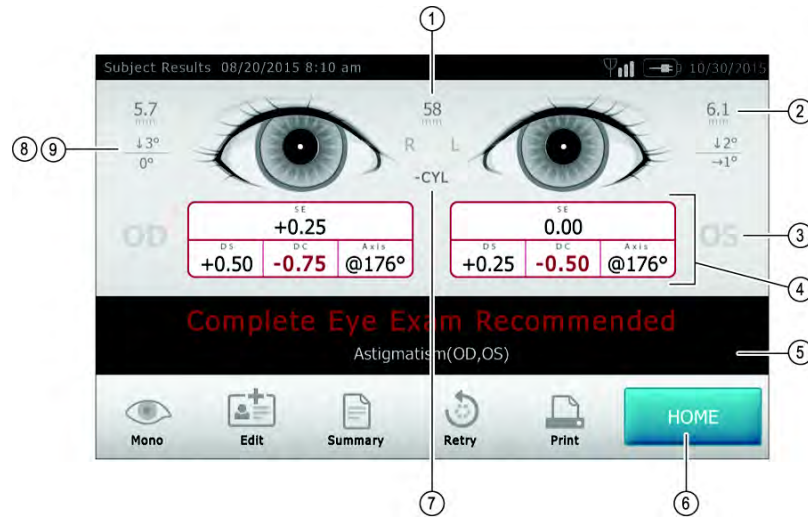 ①
Subject Results 08/20/2015 8:10 am 10/30/2015
5.7 58 6.1 ②
mm mm mm
⑧ ⑨ ↓3° R L ↓2°
0° →1°
-CYL
SE SE
OD +0.25 0.00 OS ③
DS DC Axis DS DC Axis
+0.50 -0.75 @176° +0.25 -0.50 @176° ④
Complete Eye Exam Recommended
Astigmatism(OD,OS) ⑤
HOME
Mono Edit Summary Retry Print
⑦ ⑥